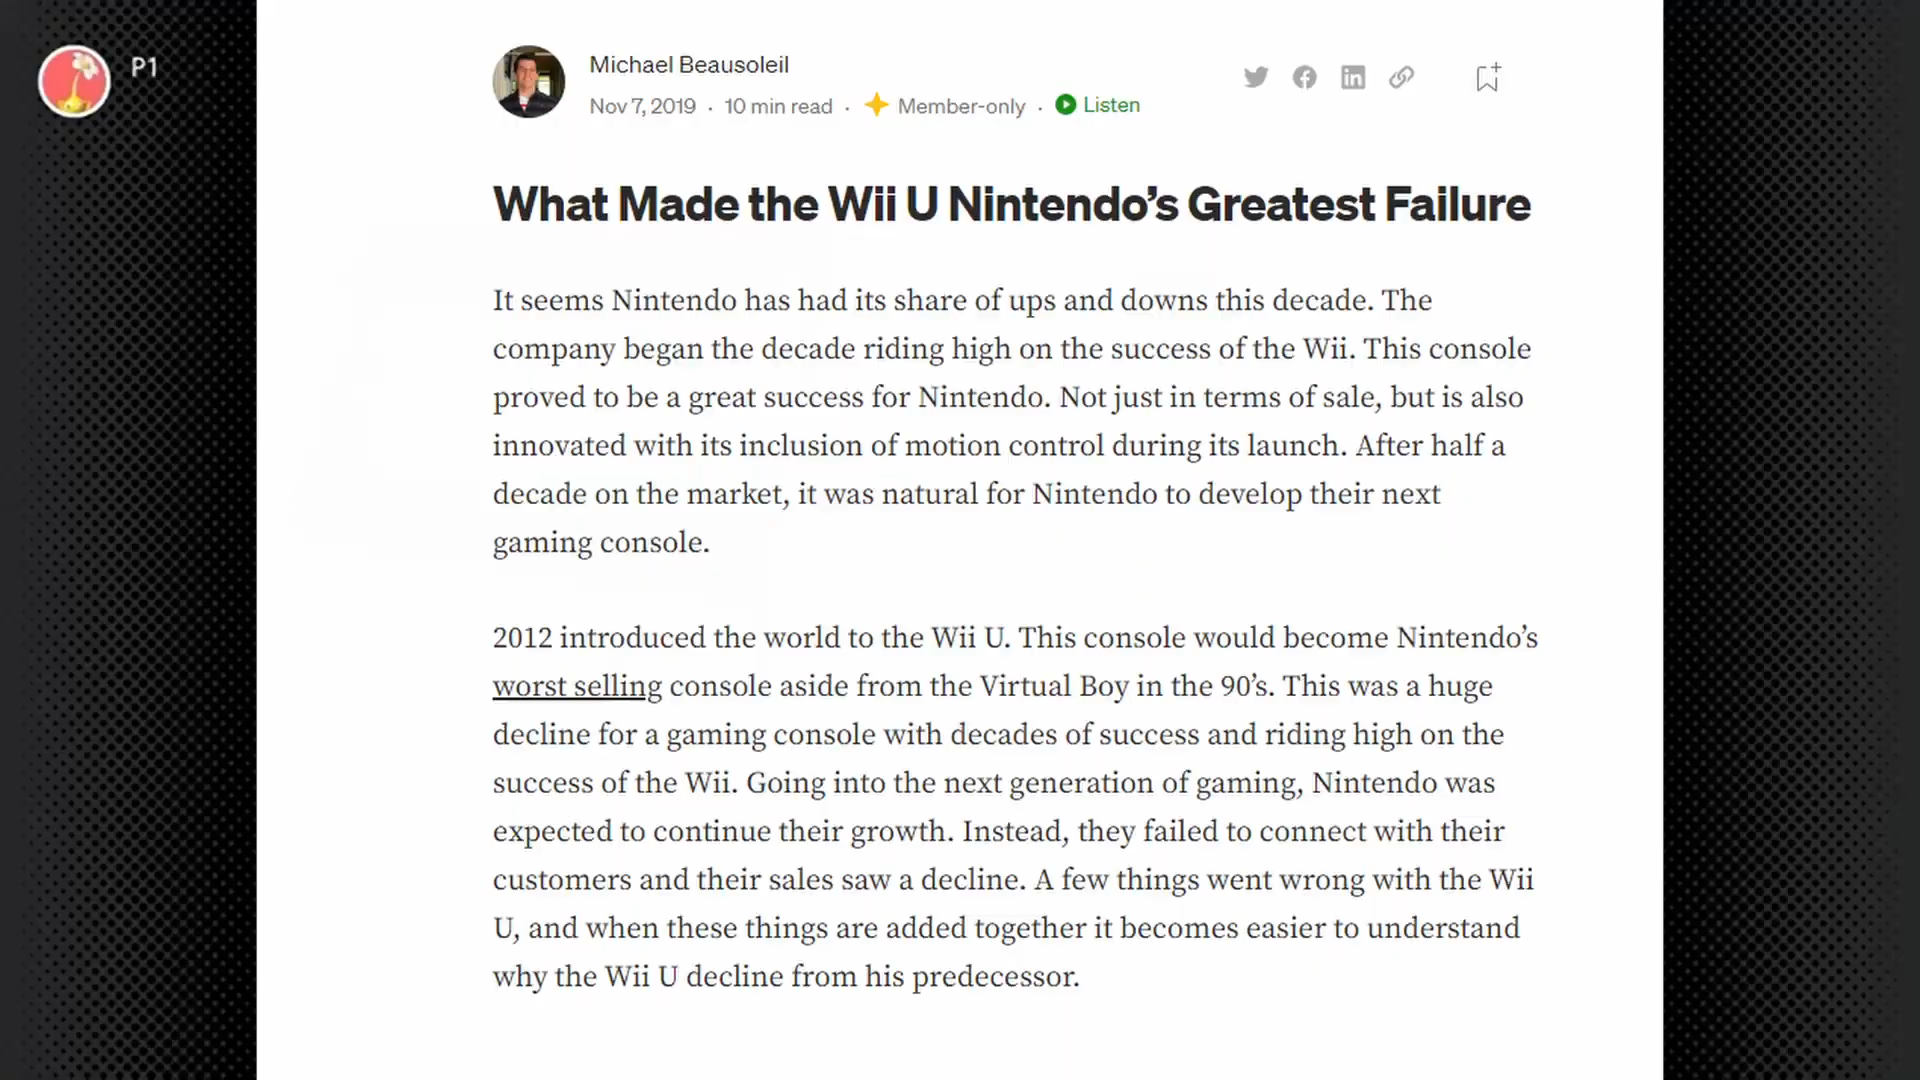 P1
Michael Beausoleil
Nov 7, 2019 · 10 min read · Member-only · Listen
What Made the Wii U Nintendo’s Greatest Failure
It seems Nintendo has had its share of ups and downs this decade. The
company began the decade riding high on the success of the Wii. This console
proved to be a great success for Nintendo. Not just in terms of sale, but is also
innovated with its inclusion of motion control during its launch. After half a
decade on the market, it was natural for Nintendo to develop their next
gaming console.
2012 introduced the world to the Wii U. This console would become Nintendo’s
worst selling console aside from the Virtual Boy in the 90’s. This was a huge
decline for a gaming console with decades of success and riding high on the
success of the Wii. Going into the next generation of gaming, Nintendo was
expected to continue their growth. Instead, they failed to connect with their
customers and their sales saw a decline. A few things went wrong with the Wii
U, and when these things are added together it becomes easier to understand
why the Wii U decline from his predecessor.